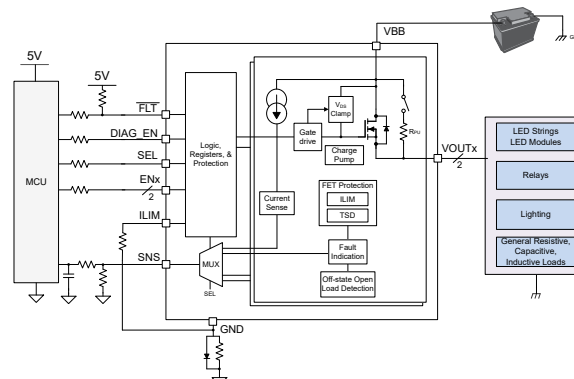 VBB
G
5V
5V
FLT
DIAG_EN
SEL
ENx
2
ILIM
SNS
MCU
Logic,
Registers, &
Protection
Gate
drive
VDS
Clamp
Charge
Pump
RPU
VOUTx
2
FET Protection
ILIM
TSD
Current
Sense
Fault
Indication
Off-state Open
Load Detection
MUX
SEL
GND
LED Strings
LED Modules
Relays
Lighting
General Resistive,
Capacitive,
Inductive Loads